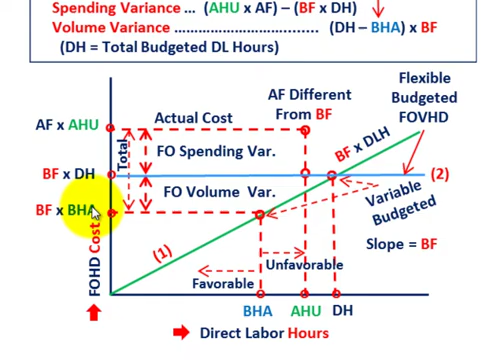 Spending Variance ... (AHU x AF) – (BF x DH)
Volume Variance ................................. (DH – BHA) x BF
(DH = Total Budgeted DL Hours)
Flexible
Budgeted
FOVHD
AF Different
From BF
Actual Cost
AF x AHU
FO Spending Var.
BF x DLH
Total
BF x DH
(2)
FO Volume Var.
Variable
Budgeted
BF x BHA
Slope = BF
(1)
Unfavorable
Favorable
FOHD Cost
BHA AHU DH
Direct Labor Hours